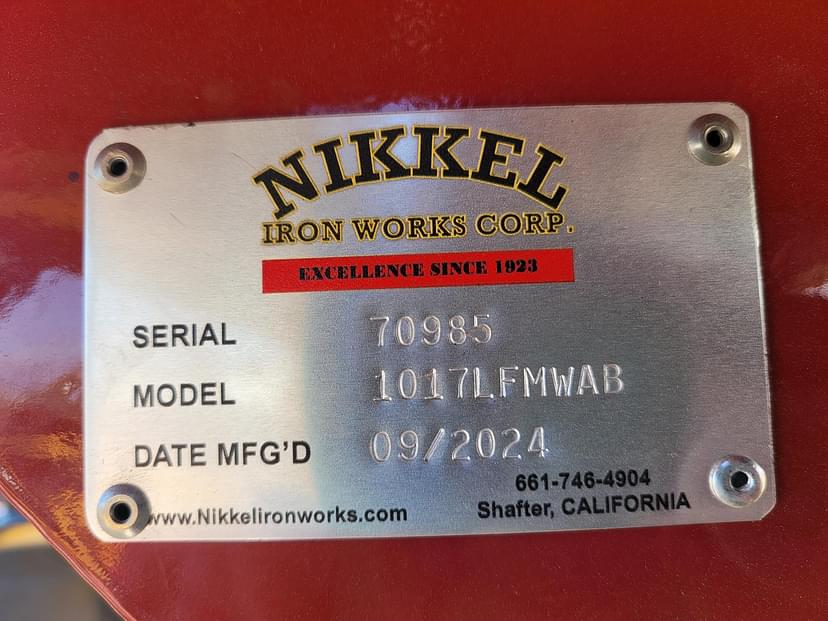 NIKKEL
IRON WORKS CORP.
EXCELLENCE SINCE 1923
SERIAL 70985
MODEL 1017LFMWAB
DATE MFG'D 09/2024
661-746-4904
www.Nikkelironworks.com Shafter, CALIFORNIA